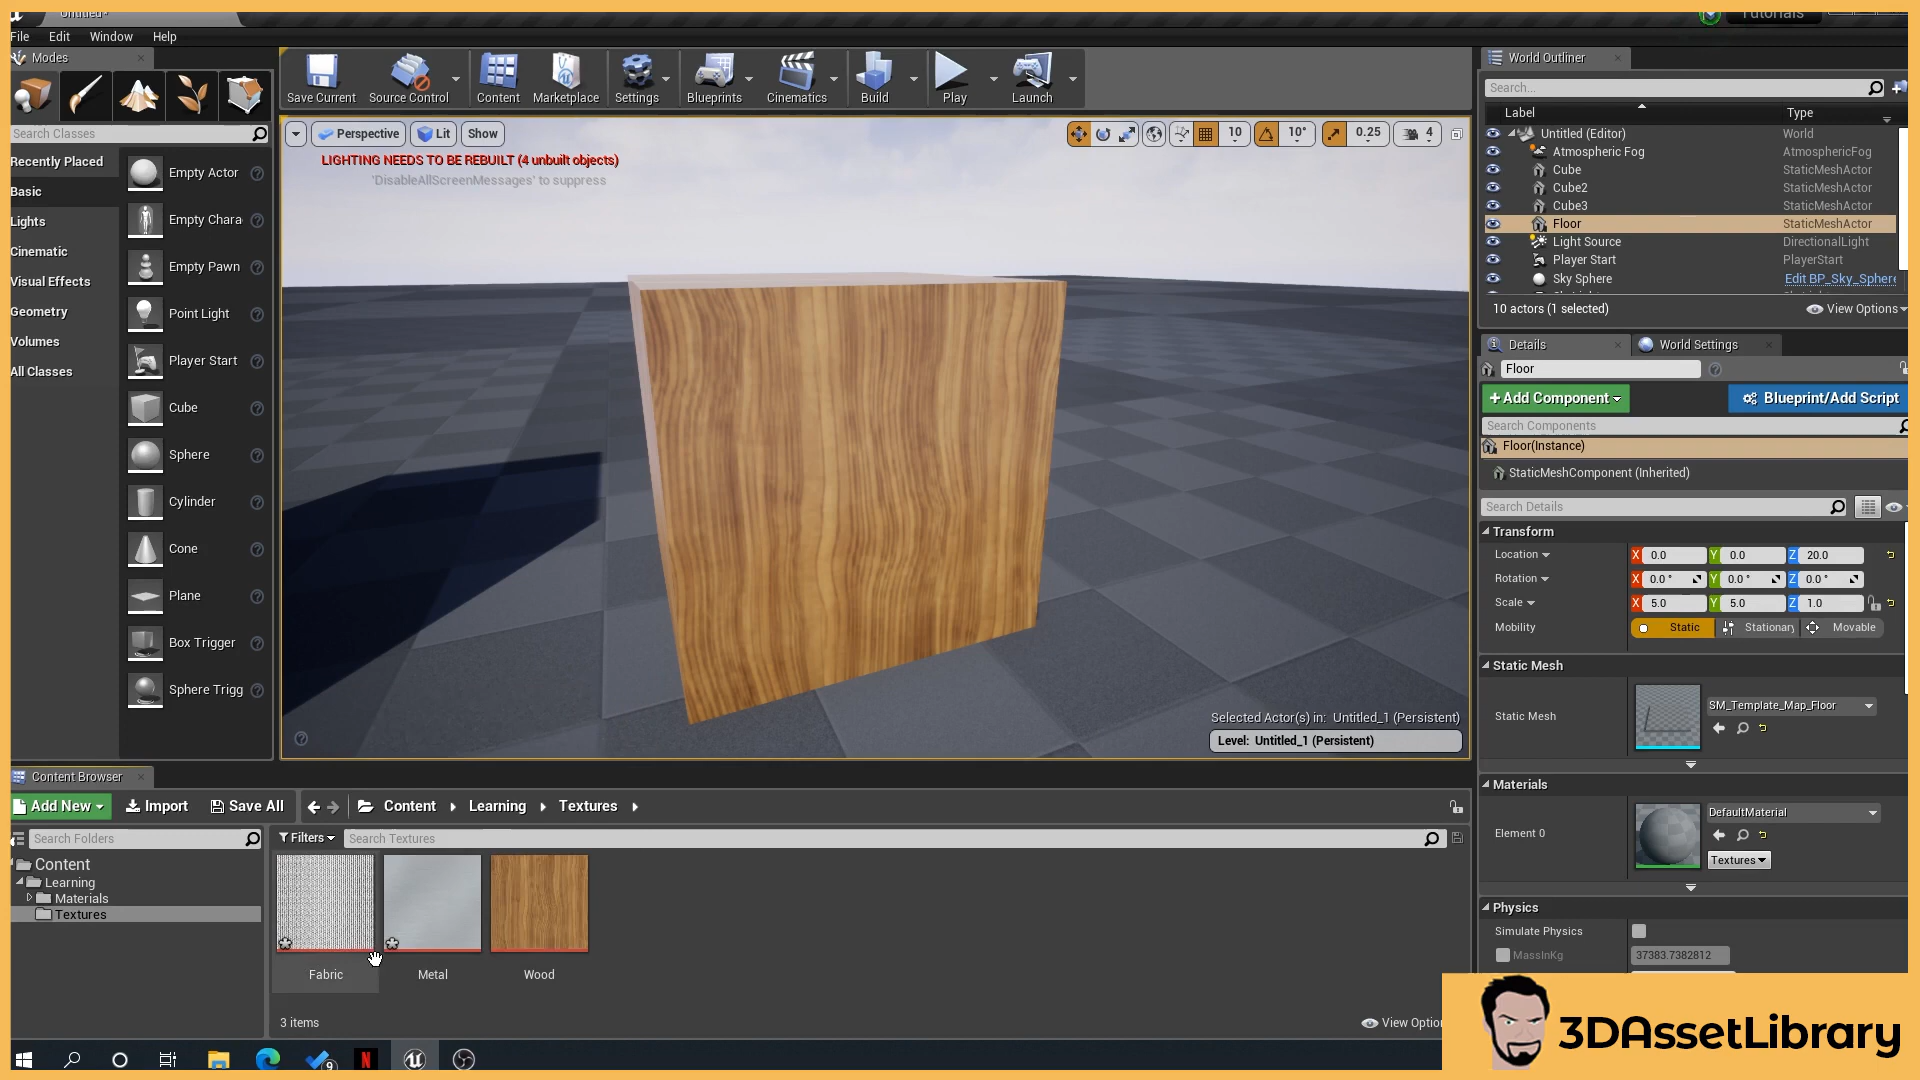 Untitled*
Tutorials
File Edit Window Help
Modes
Search Classes
Recently Placed
Basic
Lights
Cinematic
Visual Effects
Geometry
Volumes
All Classes
Empty Actor
Empty Chara
Empty Pawn
Point Light
Player Start
Cube
Sphere
Cylinder
Cone
Plane
Box Trigger
Sphere Trigg
Save Current Source Control Content Marketplace Settings Blueprints Cinematics Build Play Launch
Perspective Lit Show
10 10° 0.25 4
LIGHTING NEEDS TO BE REBUILT (4 unbuilt objects)
'DisableAllScreenMessages' to suppress
Selected Actor(s) in: Untitled_1 (Persistent)
Level: Untitled_1 (Persistent)
World Outliner
Search...
Label Type
Untitled (Editor) World
Atmospheric Fog AtmosphericFog
Cube StaticMeshActor
Cube2 StaticMeshActor
Cube3 StaticMeshActor
Floor StaticMeshActor
Light Source DirectionalLight
Player Start PlayerStart
Sky Sphere Edit BP_Sky_Sphere
10 actors (1 selected) View Options
Details World Settings
Floor
+Add Component Blueprint/Add Script
Search Components
Floor(Instance)
StaticMeshComponent (Inherited)
Search Details
Transform
Location X 0.0 Y 0.0 Z 20.0
Rotation X 0.0° Y 0.0° Z 0.0°
Scale X 5.0 Y 5.0 Z 1.0
Mobility Static Stationary Movable
Static Mesh
Static Mesh SM_Template_Map_Floor
Materials
Element 0 DefaultMaterial
Textures
Physics
Simulate Physics
MassInKg 37383.7382812
Content Browser
Add New Import Save All Content Learning Textures
Search Folders
Filters Search Textures
Content
Learning
Materials
Textures
Fabric Metal Wood
3 items View Option
9 N
3DAssetLibrary